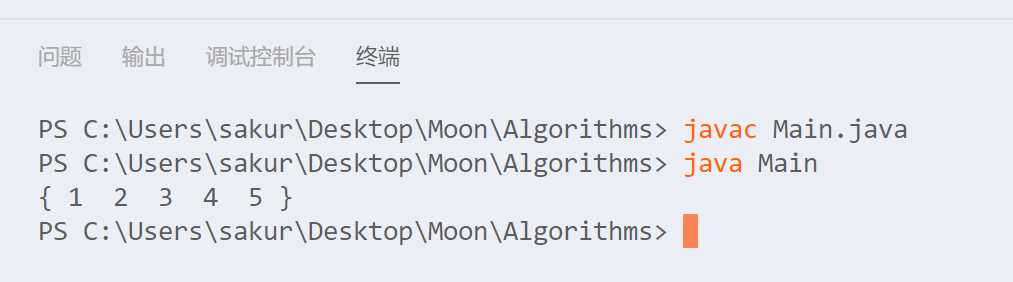 问题 输出 调试控制台 终端
PS C:\Users\sakur\Desktop\Moon\Algorithms> javac Main.java
PS C:\Users\sakur\Desktop\Moon\Algorithms> java Main
{ 1  2  3  4  5 }
PS C:\Users\sakur\Desktop\Moon\Algorithms>